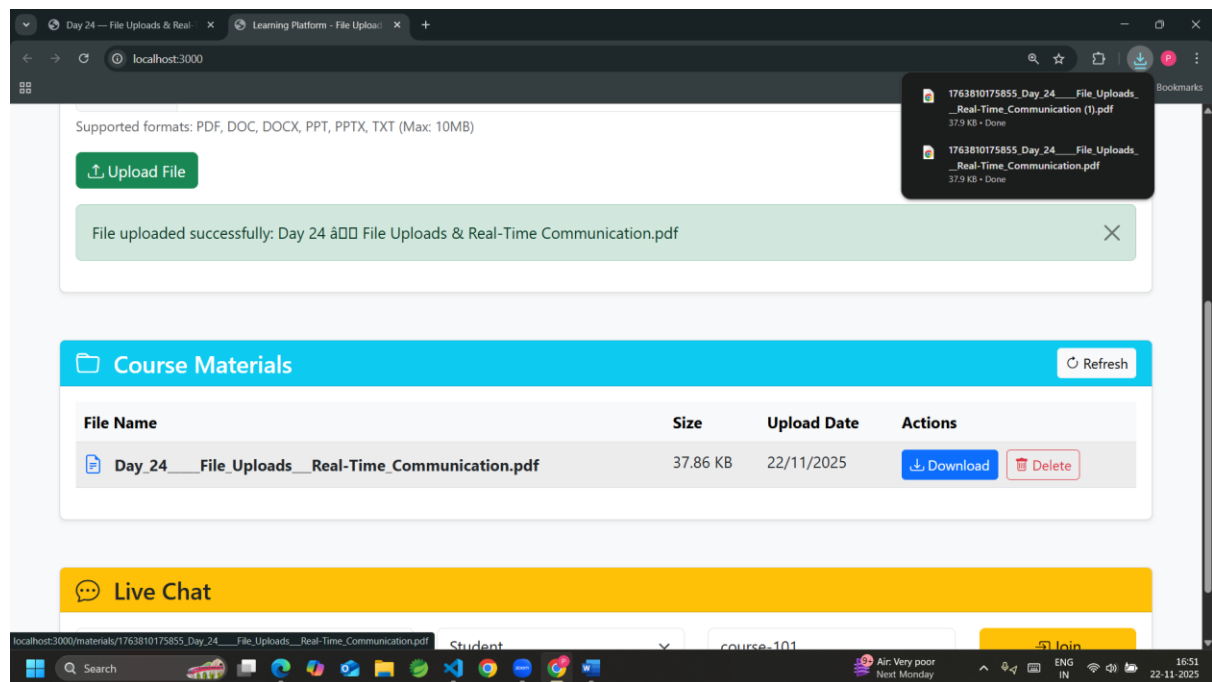 Day 24 — File Uploads & Real-
Learning Platform - File Upload
localhost:3000
Bookmarks
1763810175855_Day_24____File_Uploads_
_Real-Time_Communication (1).pdf
37.9 KB • Done
1763810175855_Day_24____File_Uploads_
_Real-Time_Communication.pdf
37.9 KB • Done
Supported formats: PDF, DOC, DOCX, PPT, PPTX, TXT (Max: 10MB)
Upload File
File uploaded successfully: Day 24 â File Uploads & Real-Time Communication.pdf
Course Materials
Refresh
File Name Size Upload Date Actions
Day_24____File_Uploads___Real-Time_Communication.pdf 37.86 KB 22/11/2025 Download Delete
Live Chat
localhost:3000/materials/1763810175855_Day_24____File_Uploads___Real-Time_Communication.pdf
Student course-101 Join
Search
Air: Very poor
Next Monday
ENG
IN
16:51
22-11-2025
P
9+